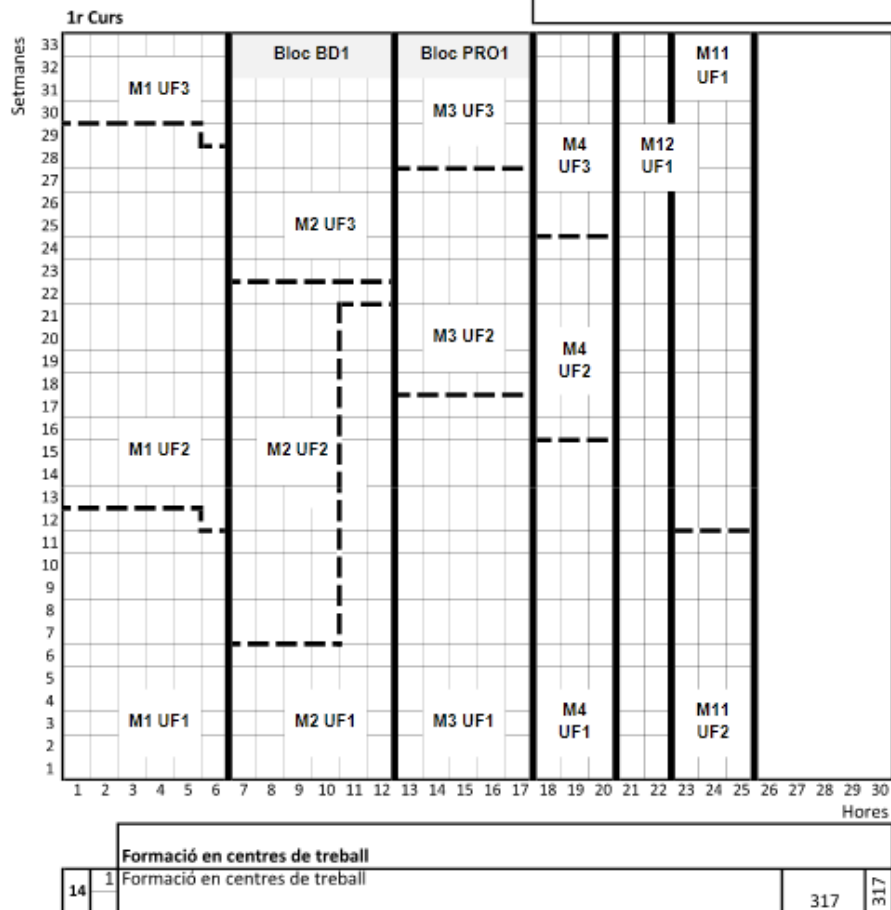 1r Curs
Setmanes
33
32
31
30
29
28
27
26
25
24
23
22
21
20
19
18
17
16
15
14
13
12
11
10
9
8
7
6
5
4
3
2
1
Bloc BD1
Bloc PRO1
M11
UF1
M1 UF3
M3 UF3
M4
UF3
M12
UF1
M2 UF3
M3 UF2
M4
UF2
M1 UF2
M2 UF2
M1 UF1
M2 UF1
M3 UF1
M4
UF1
M11
UF2
1 2 3 4 5 6 7 8 9 10 11 12 13 14 15 16 17 18 19 20 21 22 23 24 25 26 27 28 29 30
Hores
Formació en centres de treball
14 1 Formació en centres de treball 317 317